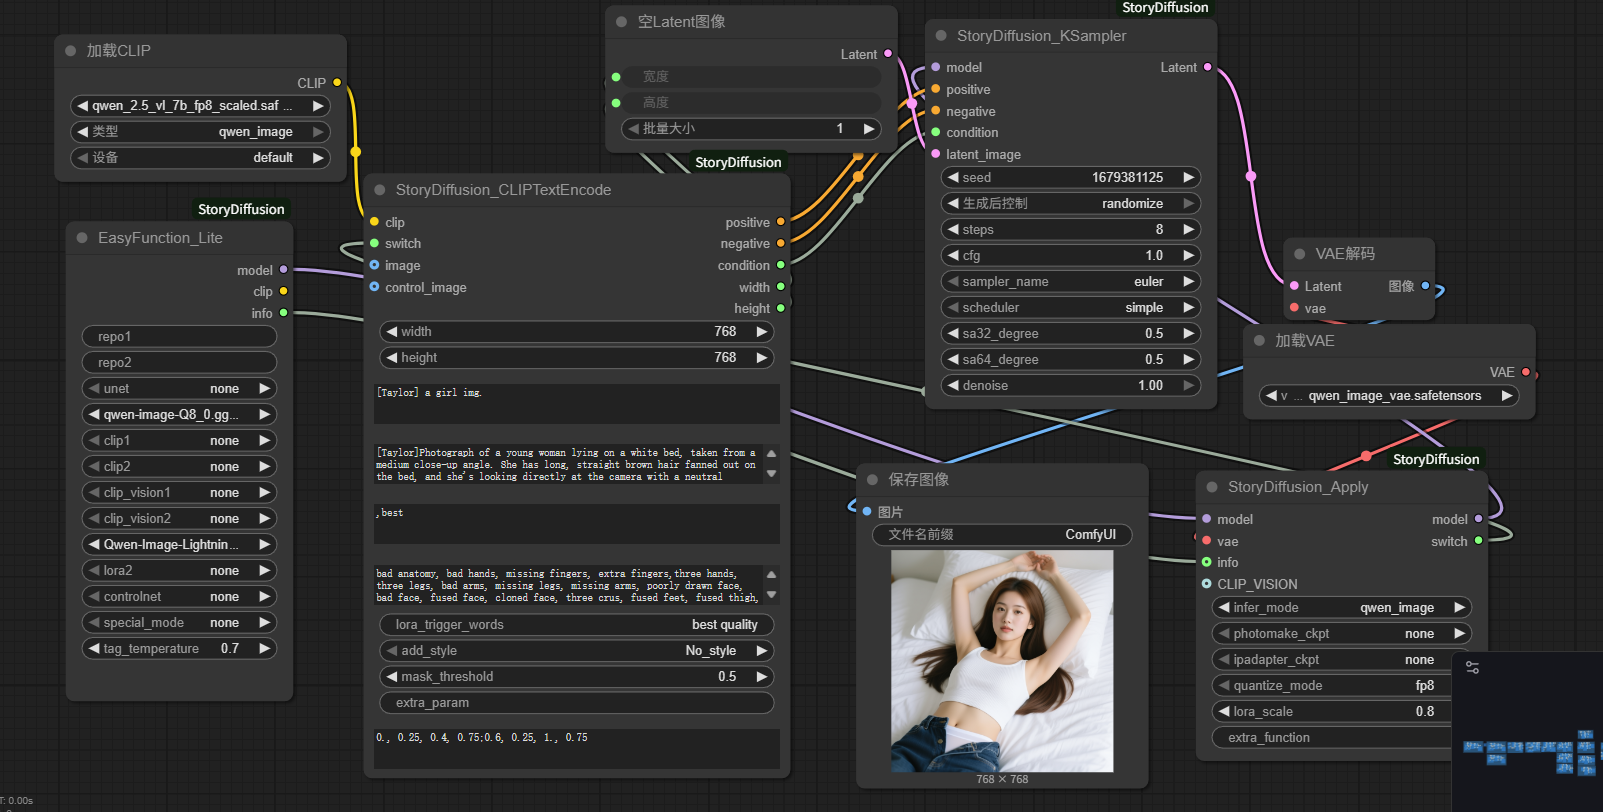 加载CLIP
CLIP
qwen_2.5_vl_7b_fp8_scaled.saf ...
类型 qwen_image
设备 default
StoryDiffusion
EasyFunction_Lite
model
clip
info
repo1
repo2
unet none
qwen-image-Q8_0.gg...
clip1 none
clip2 none
clip_vision1 none
clip_vision2 none
Qwen-Image-Lightnin...
lora2 none
controlnet none
special_mode none
tag_temperature 0.7
空Latent图像
Latent
宽度
高度
批量大小 1
StoryDiffusion
StoryDiffusion_CLIPTextEncode
clip positive
switch negative
image condition
control_image width
height
width 768
height 768
[Taylor] a girl img.
[Taylor]Photograph of a young woman lying on a white bed, taken from a
medium close-up angle. She has long, straight brown hair fanned out on
the bed, and she's looking directly at the camera with a neutral
,best
bad anatomy, bad hands, missing fingers, extra fingers,three hands,
three legs, bad arms, missing legs, missing arms, poorly drawn face,
bad face, fused face, cloned face, three crus, fused feet, fused thigh,
lora_trigger_words best quality
add_style No_style
mask_threshold 0.5
extra_param
0., 0.25, 0.4, 0.75;0.6, 0.25, 1., 0.75
StoryDiffusion
StoryDiffusion_KSampler
model Latent
positive
negative
condition
latent_image
seed 1679381125
生成后控制 randomize
steps 8
cfg 1.0
sampler_name euler
scheduler simple
sa32_degree 0.5
sa64_degree 0.5
denoise 1.00
VAE解码
Latent 图像
vae
加载VAE
VAE
v ... qwen_image_vae.safetensors
保存图像
图片
文件名前缀 ComfyUI
768 × 768
StoryDiffusion
StoryDiffusion_Apply
model model
vae switch
info
CLIP_VISION
infer_mode qwen_image
photomake_ckpt none
ipadapter_ckpt none
quantize_mode fp8
lora_scale 0.8
extra_function
T: 0.00s